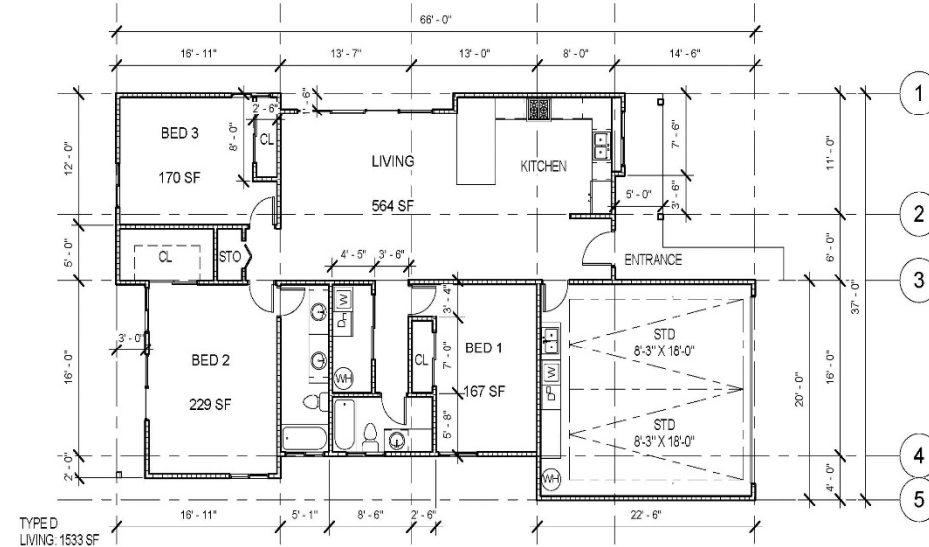 66' - 0"
16' - 11"
13' - 7"
13' - 0"
8' - 0"
14' - 6"
1
2' - 6"
1' - 6"
BED 3
170 SF
8' - 0"
CL
LIVING
564 SF
KITCHEN
12' - 0"
7' - 6"
11' - 0"
5' - 0"
3' - 6"
2
CL
STO
5' - 0"
4' - 5"
3' - 6"
ENTRANCE
6' - 0"
3
37' - 0"
3' - 0"
BED 2
229 SF
16' - 0"
W
D
WH
3' - 4"
CL
7' - 0"
BED 1
167 SF
5' - 8"
W
D
WH
STD
8'-3" X 18'-0"
STD
8'-3" X 18'-0"
20' - 0"
16' - 0"
4
2' - 0"
4' - 0"
5
16' - 11"
5' - 1"
8' - 6"
2' - 6"
22' - 6"
TYPE D
LIVING: 1533 SF